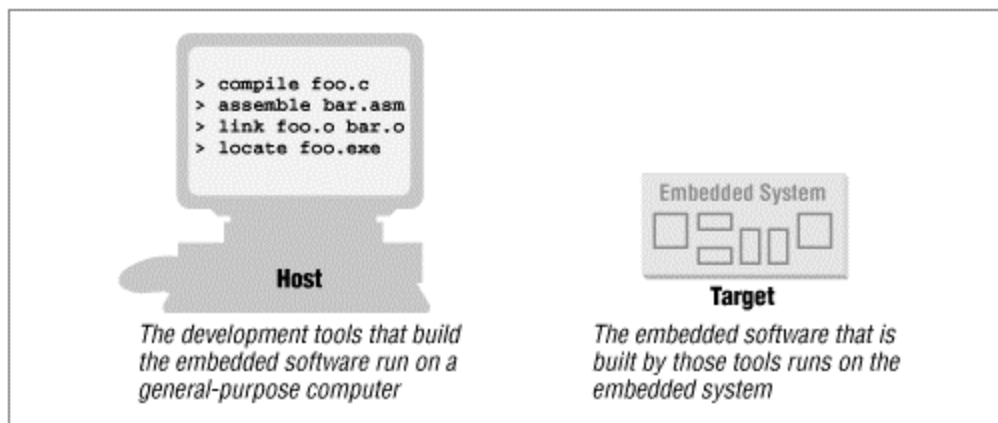 > compile foo.c
> assemble bar.asm
> link foo.o bar.o
> locate foo.exe
Host
The development tools that build
the embedded software run on a
general-purpose computer
Embedded System
Target
The embedded software that is
built by those tools runs on the
embedded system